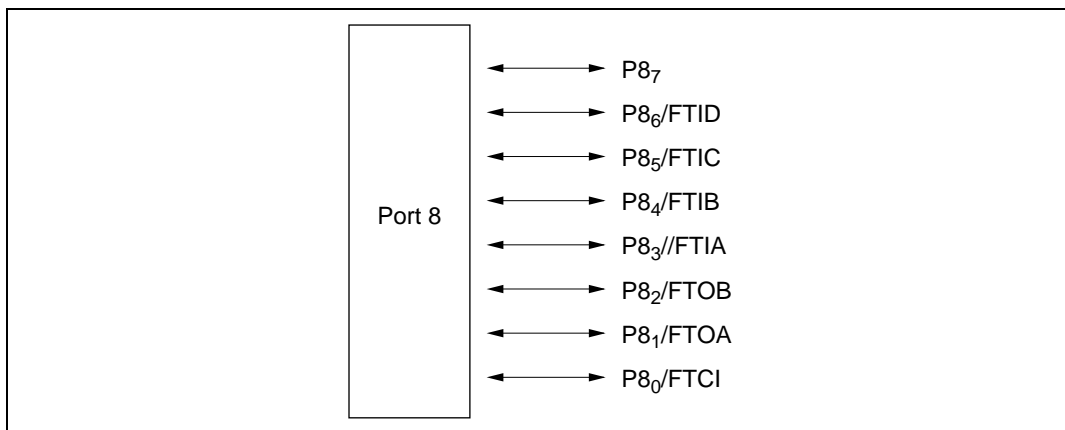 Port 8
P8₇
P8₆/FTID
P8₅/FTIC
P8₄/FTIB
P8₃//FTIA
P8₂/FTOB
P8₁/FTOA
P8₀/FTCI